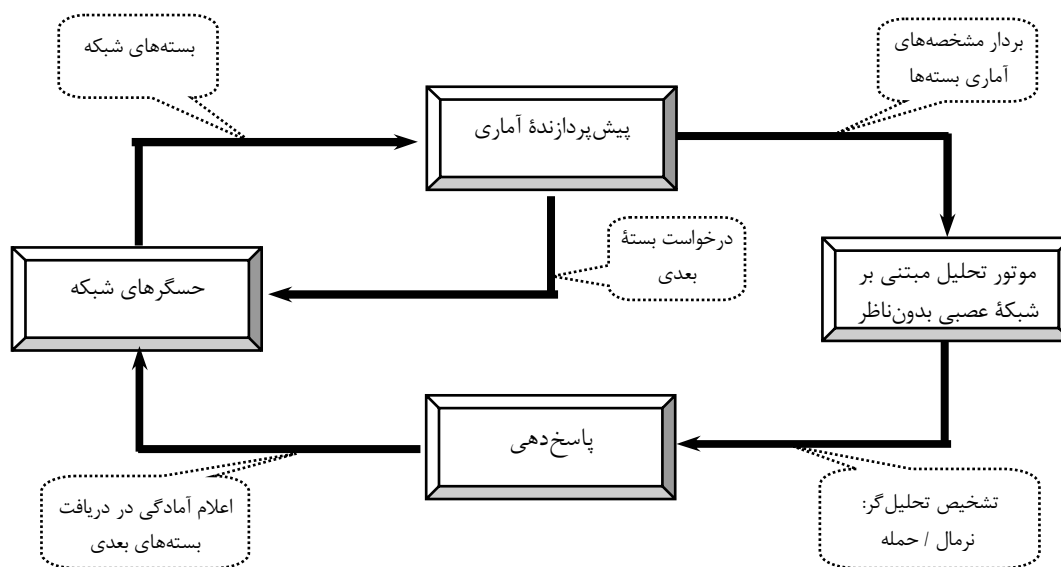 بسته‌های شبکه
بردار مشخصه‌های
آماری بسته‌ها
پیش‌پردازندهٔ آماری
درخواست بستهٔ
بعدی
حسگرهای شبکه
موتور تحلیل مبتنی بر
شبکهٔ عصبی بدون‌ناظر
پاسخ‌دهی
اعلام آمادگی در دریافت
بسته‌های بعدی
تشخیص تحلیل‌گر:
نرمال / حمله